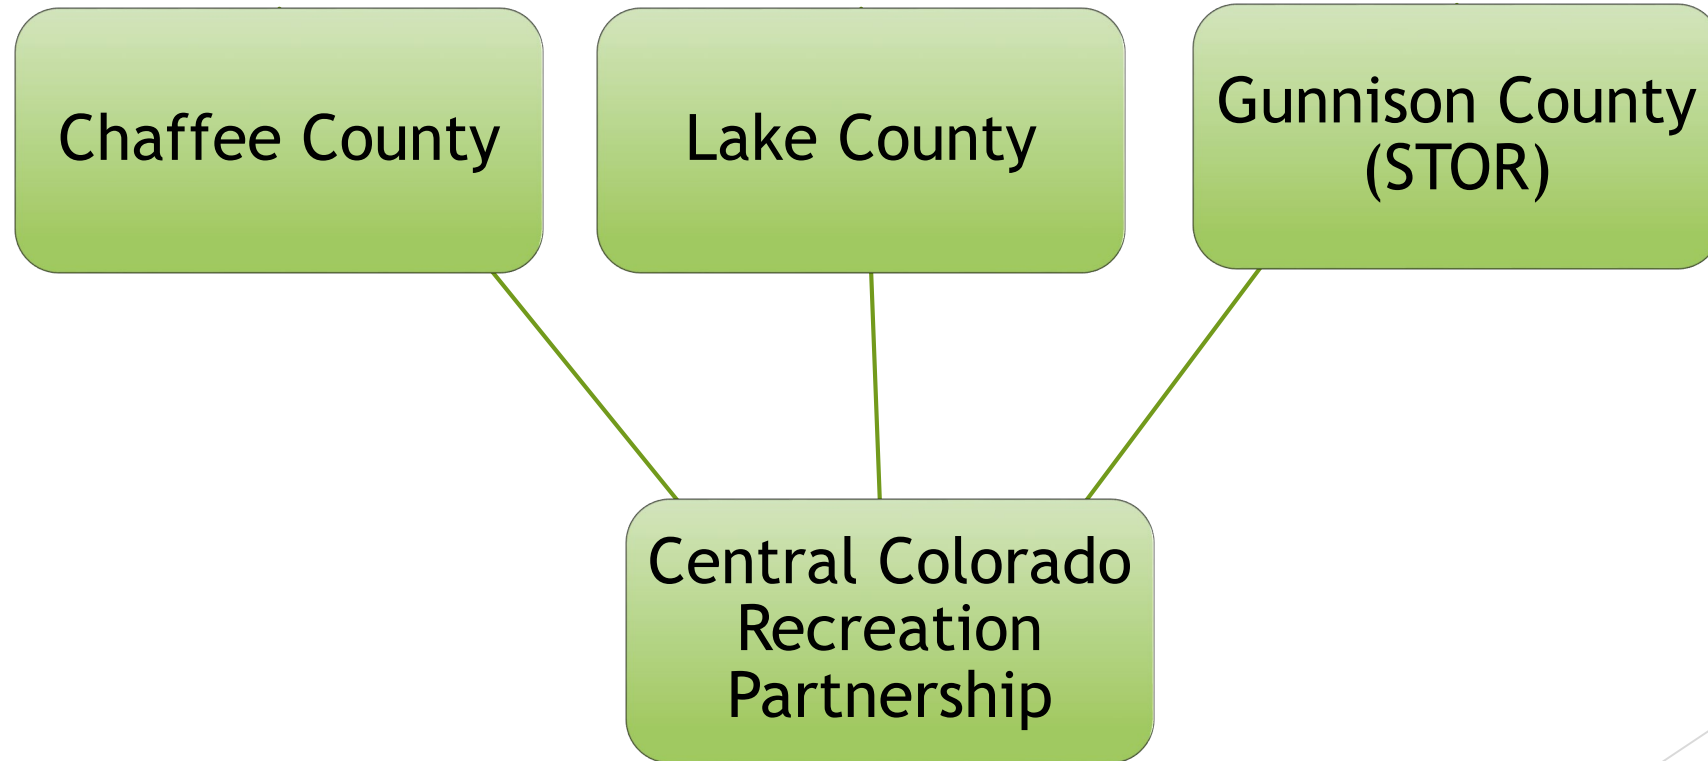 Chaffee County
Lake County
Gunnison County
(STOR)
Central Colorado
Recreation
Partnership